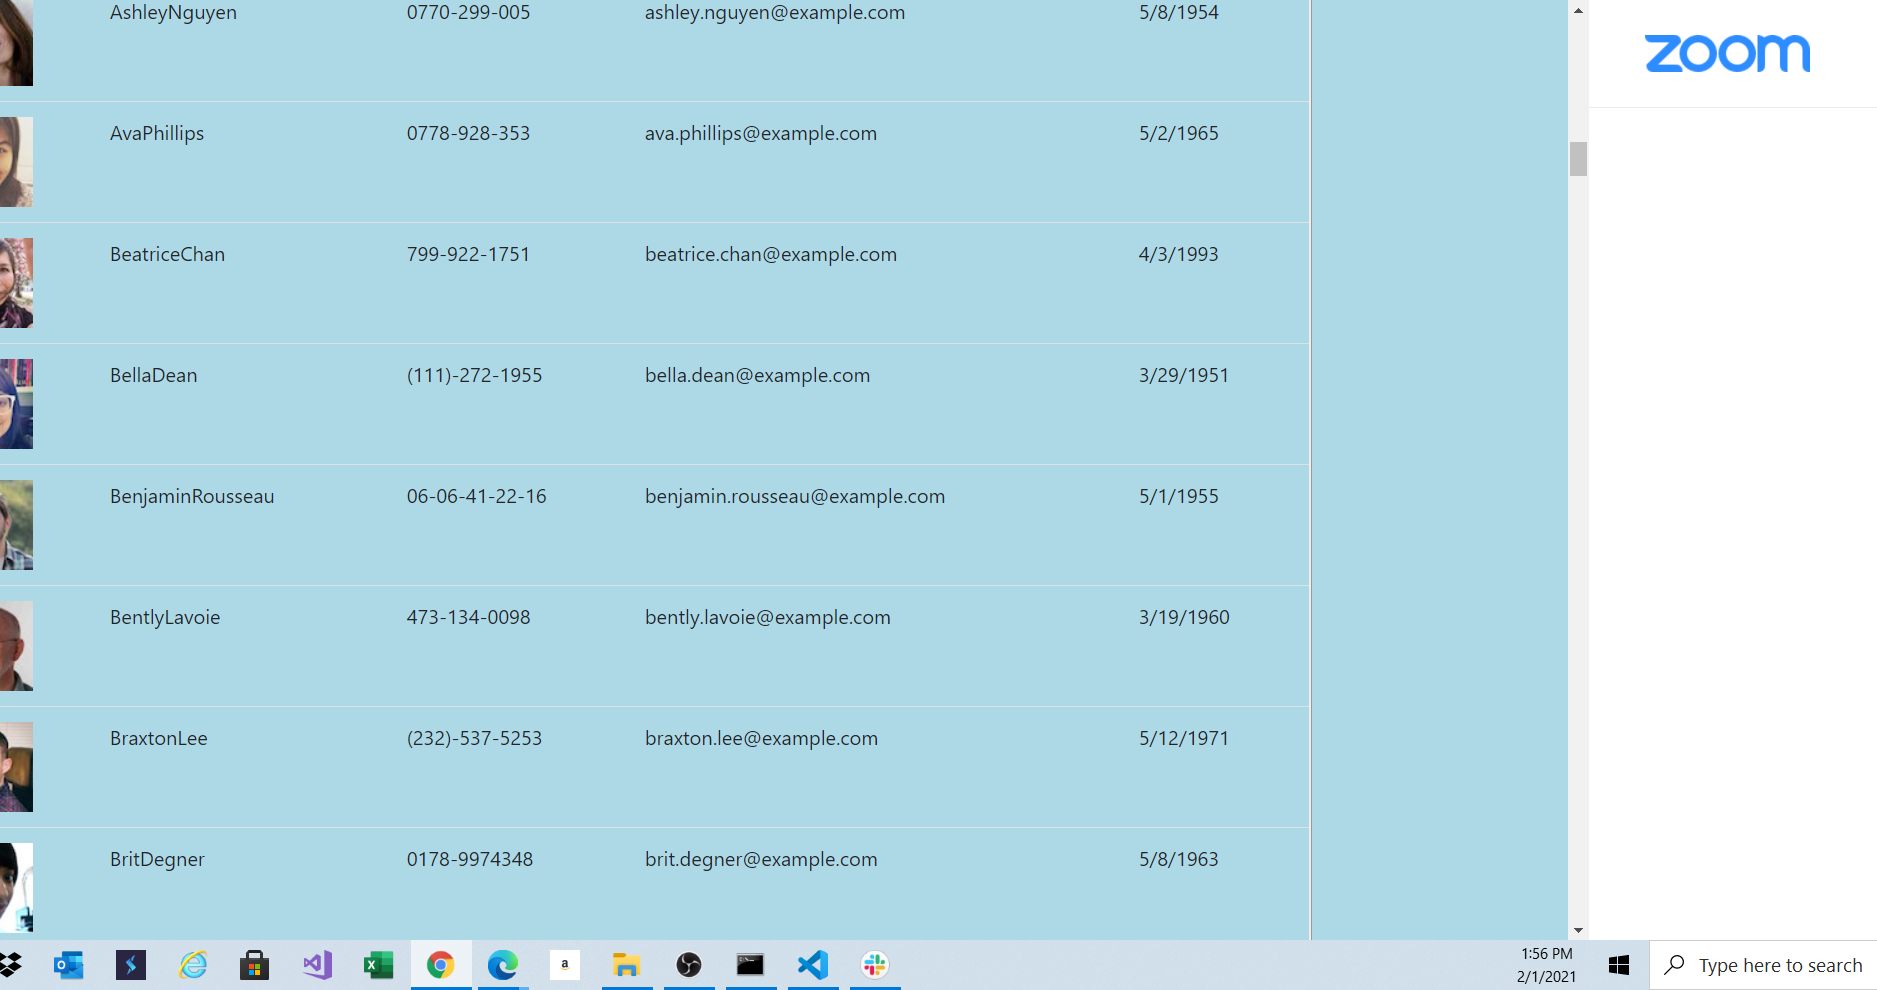 AshleyNguyen 0770-299-005 ashley.nguyen@example.com 5/8/1954
zoom
AvaPhillips 0778-928-353 ava.phillips@example.com 5/2/1965
BeatriceChan 799-922-1751 beatrice.chan@example.com 4/3/1993
BellaDean (111)-272-1955 bella.dean@example.com 3/29/1951
BenjaminRousseau 06-06-41-22-16 benjamin.rousseau@example.com 5/1/1955
BentlyLavoie 473-134-0098 bently.lavoie@example.com 3/19/1960
BraxtonLee (232)-537-5253 braxton.lee@example.com 5/12/1971
BritDegner 0178-9974348 brit.degner@example.com 5/8/1963
a
1:56 PM
2/1/2021
Type here to search